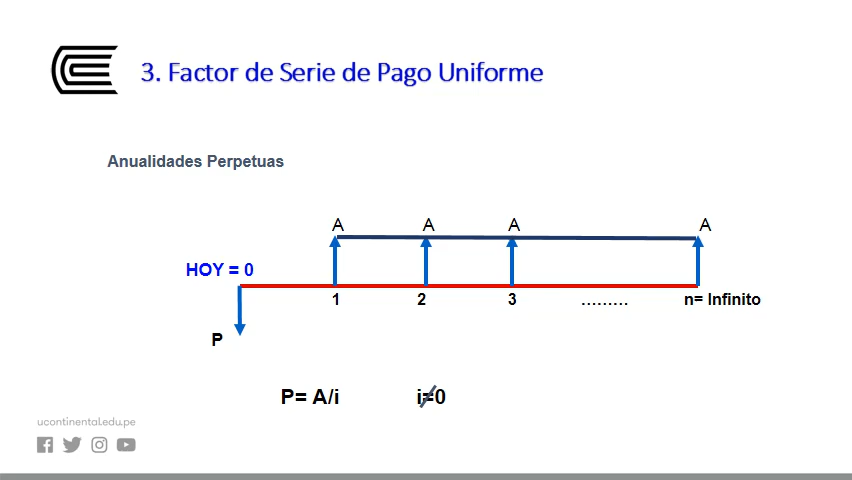 3. Factor de Serie de Pago Uniforme
Anualidades Perpetuas
A A A A
HOY = 0
1 2 3 ......... n= Infinito
P
P= A/i i≠0
ucontinental.edu.pe